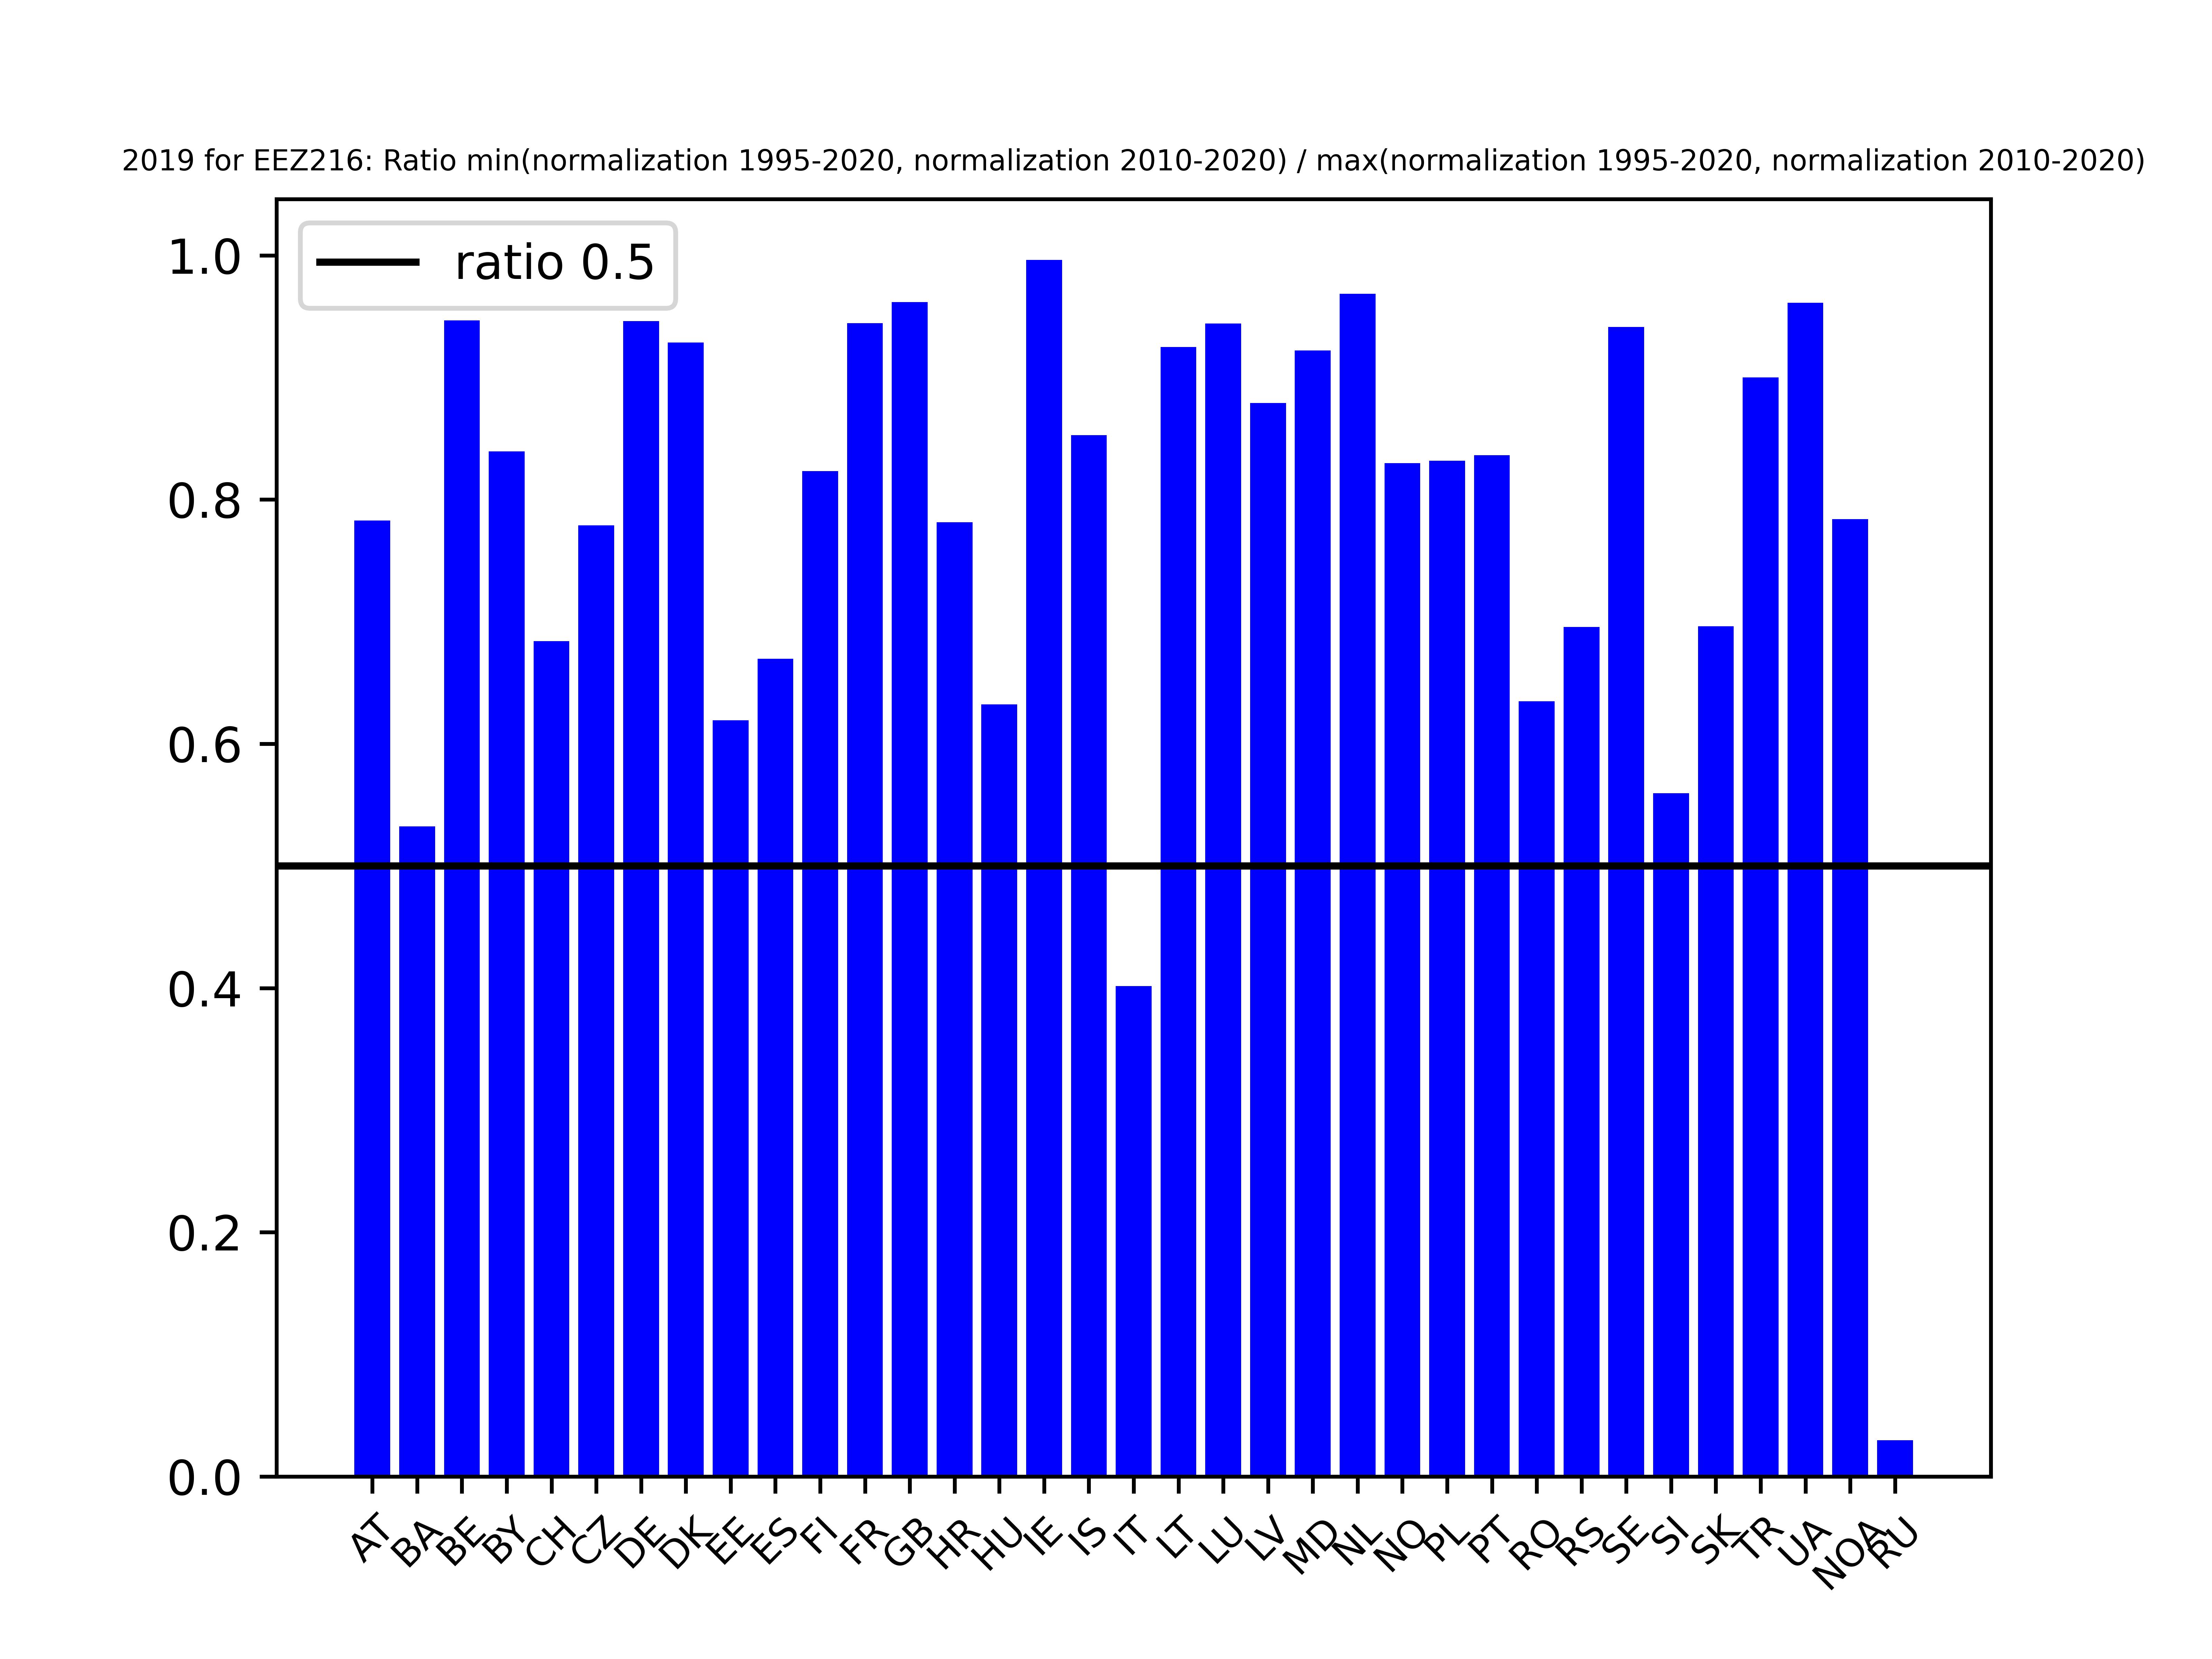 2019 for EEZ216: Ratio min(normalization 1995-2020, normalization 2010-2020) / max(normalization 1995-2020, normalization 2010-2020)
ratio 0.5
1.0
0.8
0.6
0.4
0.2
0.0
AT BA BE BY CH CZ DE DK EE ES FI FR GB HR HU IE IS IT LT LU LV MD NL NO PL PT RO RS SE SI SK TR UA NOA RU